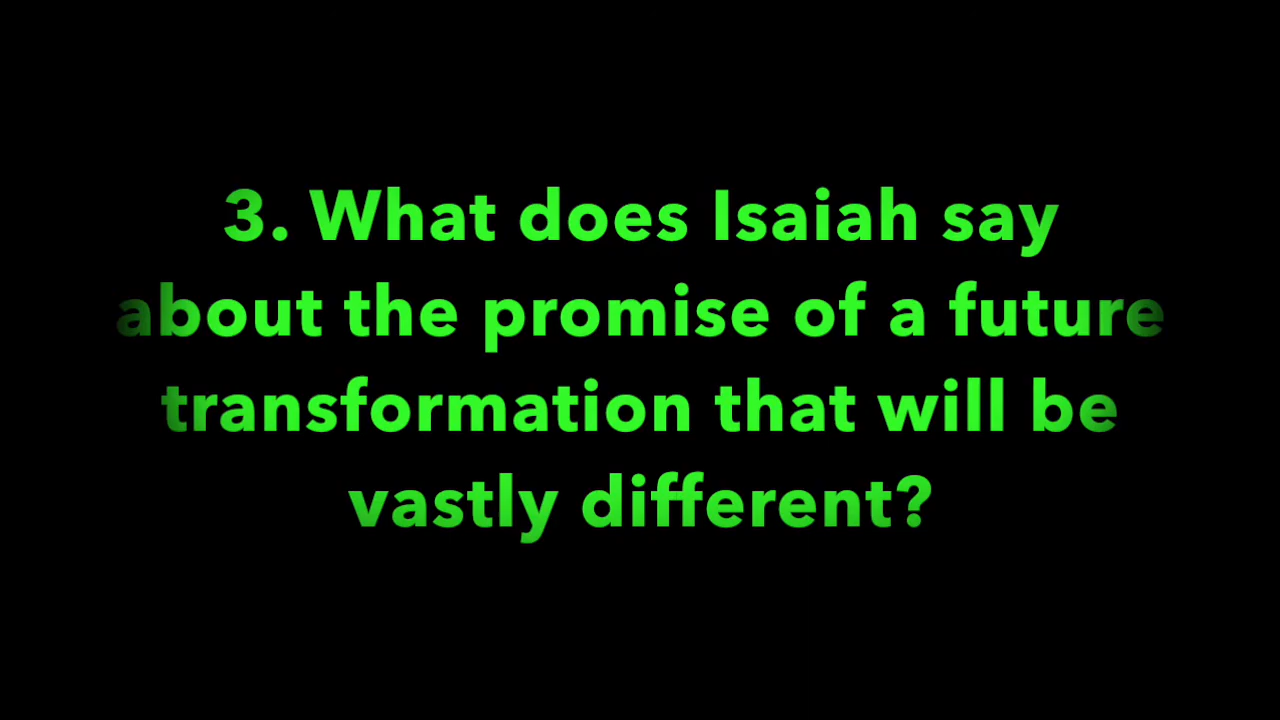 3. What does Isaiah say
about the promise of a future
transformation that will be
vastly different?